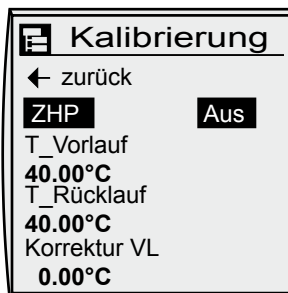 Kalibrierung
← zurück
ZHP Aus
T_Vorlauf
40.00°C
T_Rücklauf
40.00°C
Korrektur VL
0.00°C